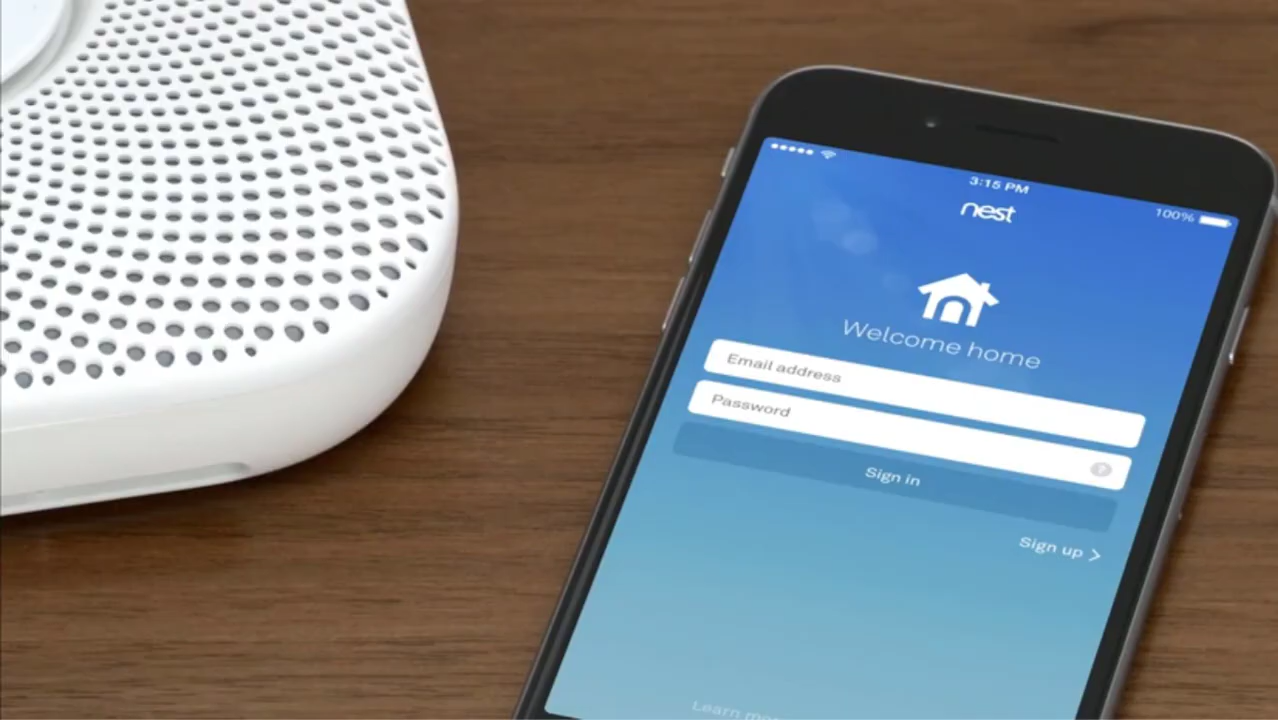 3:15 PM
100%
nest
Welcome home
Email address
Password
?
Sign in
Sign up >
Learn more